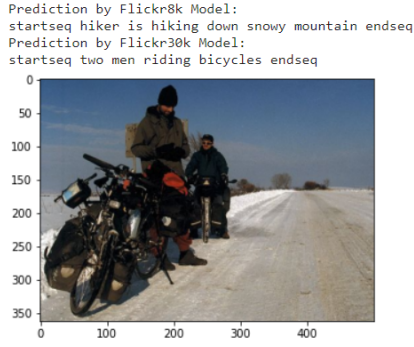 Prediction by Flickr8k Model:
startseq hiker is hiking down snowy mountain endseq
Prediction by Flickr30k Model:
startseq two men riding bicycles endseq
0
50
100
150
200
250
300
350
0 100 200 300 400